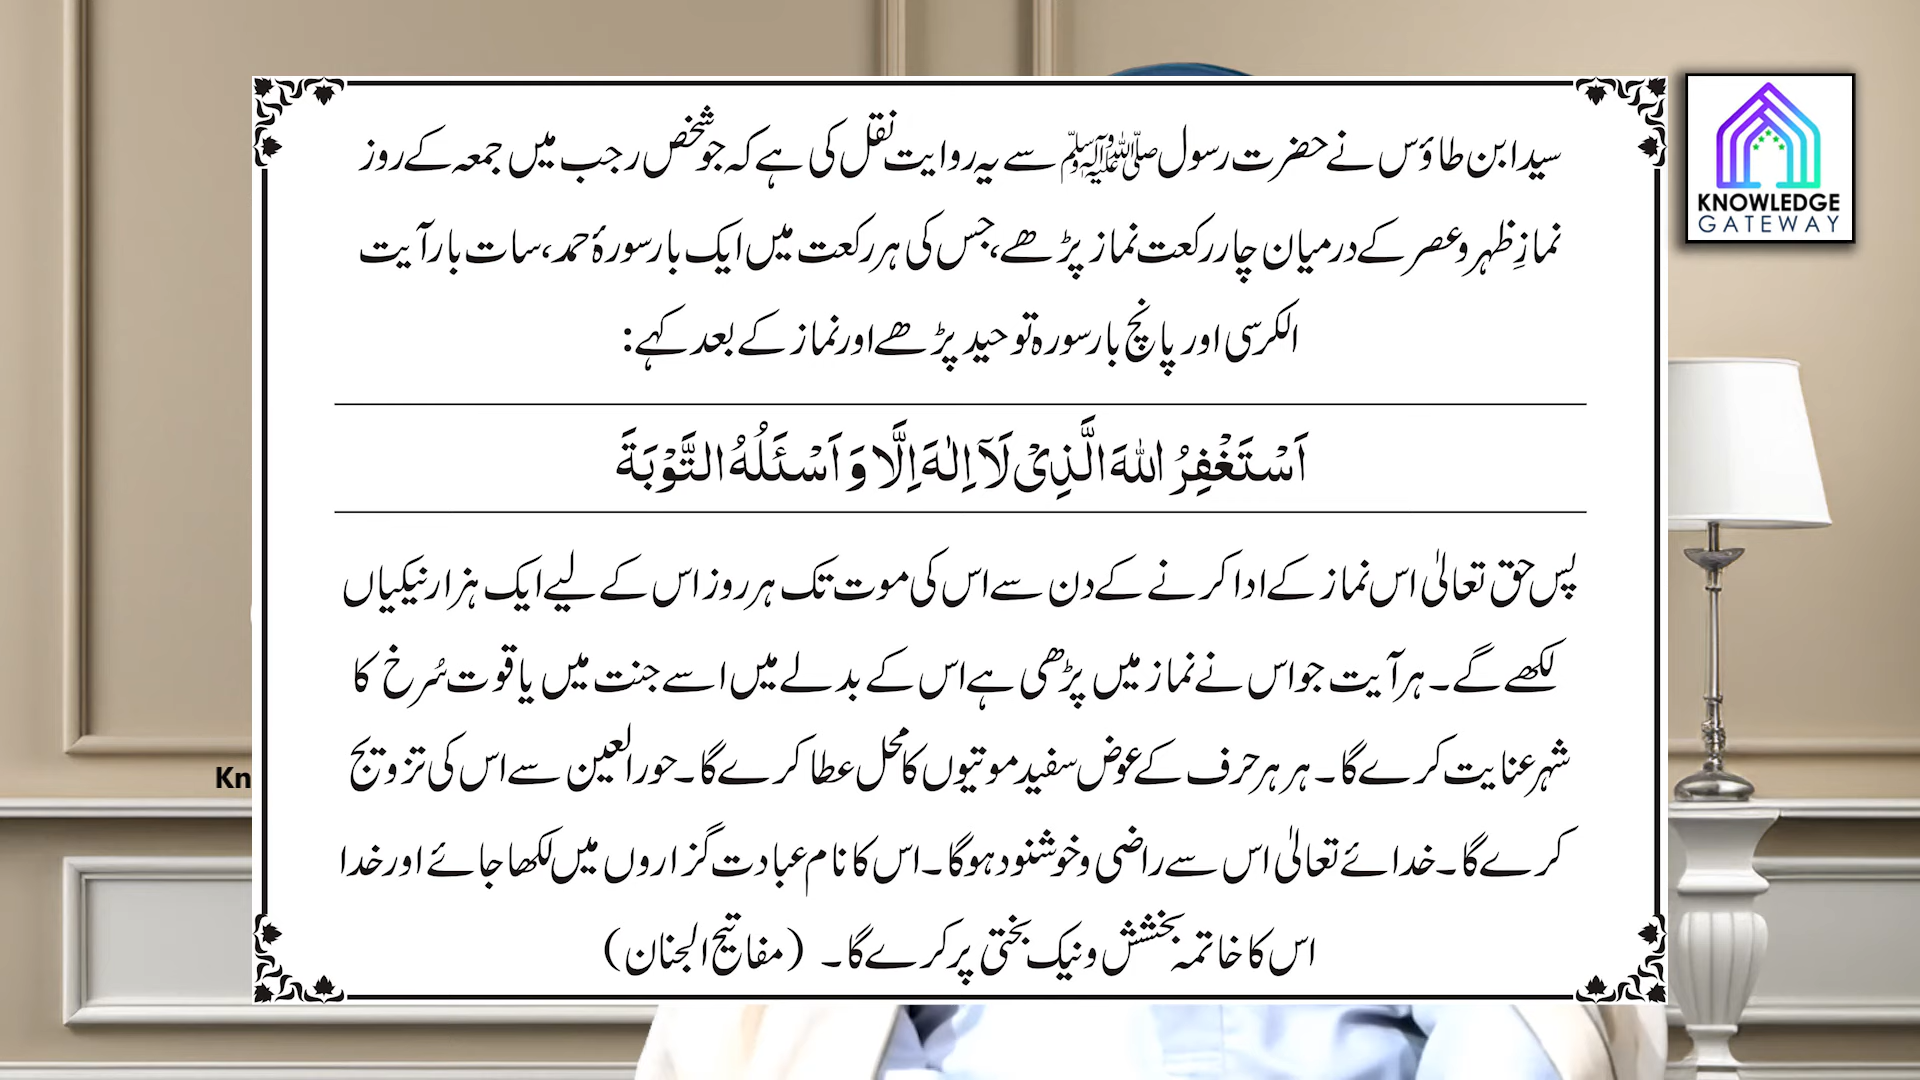 سید ابن طاؤس نے حضرت رسول ﷺ سے یہ روایت نقل کی ہے کہ جو شخص رجب میں جمعہ کے روز
نمازِ ظہر و عصر کے درمیان چار رکعت نماز پڑھے، جس کی ہر رکعت میں ایک بار سورۂ حمد، سات بار آیت
الکرسی اور پانچ بار سورہ توحید پڑھے اور نماز کے بعد کہے:
اَسْتَغْفِرُ اللهَ الَّذِیْ لَآ اِلٰهَ اِلَّا وَ اَسْئَلُهُ التَّوْبَةَ
پس حق تعالیٰ اس نماز کے ادا کرنے کے دن سے اس کی موت تک ہر روز اس کے لیے ایک ہزار نیکیاں
لکھے گے۔ ہر آیت جو اس نے نماز میں پڑھی ہے اس کے بدلے میں اسے جنت میں یاقوت سُرخ کا
شہر عنایت کرے گا۔ ہر ہر حرف کے عوض سفید موتیوں کا محل عطا کرے گا۔ حور العین سے اس کی تزویج
کرے گا۔ خدائے تعالیٰ اس سے راضی و خوشنود ہوگا۔ اس کا نام عبادت گزاروں میں لکھا جائے اور خدا
اس کا خاتمہ بخشش و نیک بختی پر کرے گا۔ (مفاتیح الجنان)
KNOWLEDGE
GATEWAY
Kn